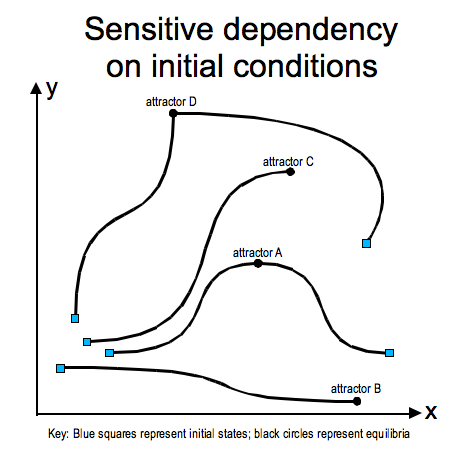 Sensitive dependency
on initial conditions
y
attractor D
attractor C
attractor A
attractor B
x
Key: Blue squares represent initial states; black circles represent equilibria